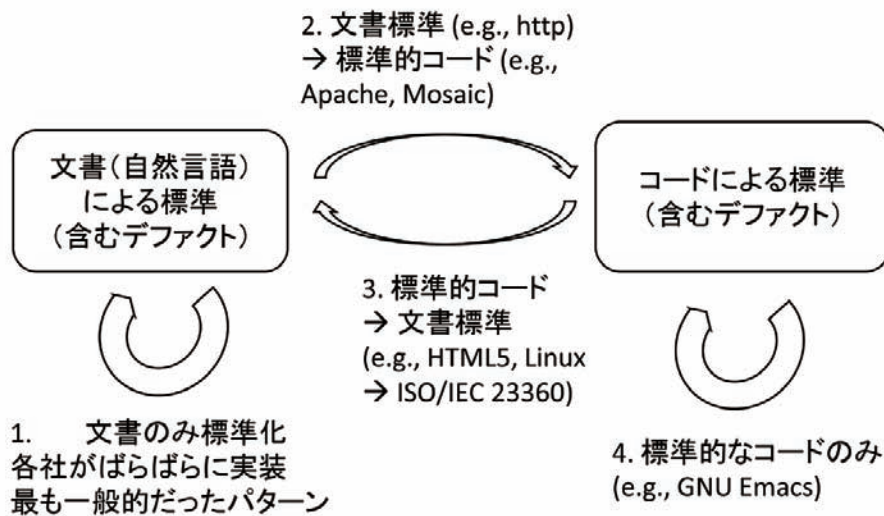 2. 文書標準 (e.g., http)
→ 標準的コード (e.g.,
Apache, Mosaic)
文書（自然言語）
による標準
（含むデファクト）
コードによる標準
（含むデファクト）
3. 標準的コード
→ 文書標準
(e.g., HTML5, Linux
→ ISO/IEC 23360)
1. 文書のみ標準化
各社がばらばらに実装
最も一般的だったパターン
4. 標準的なコードのみ
(e.g., GNU Emacs)